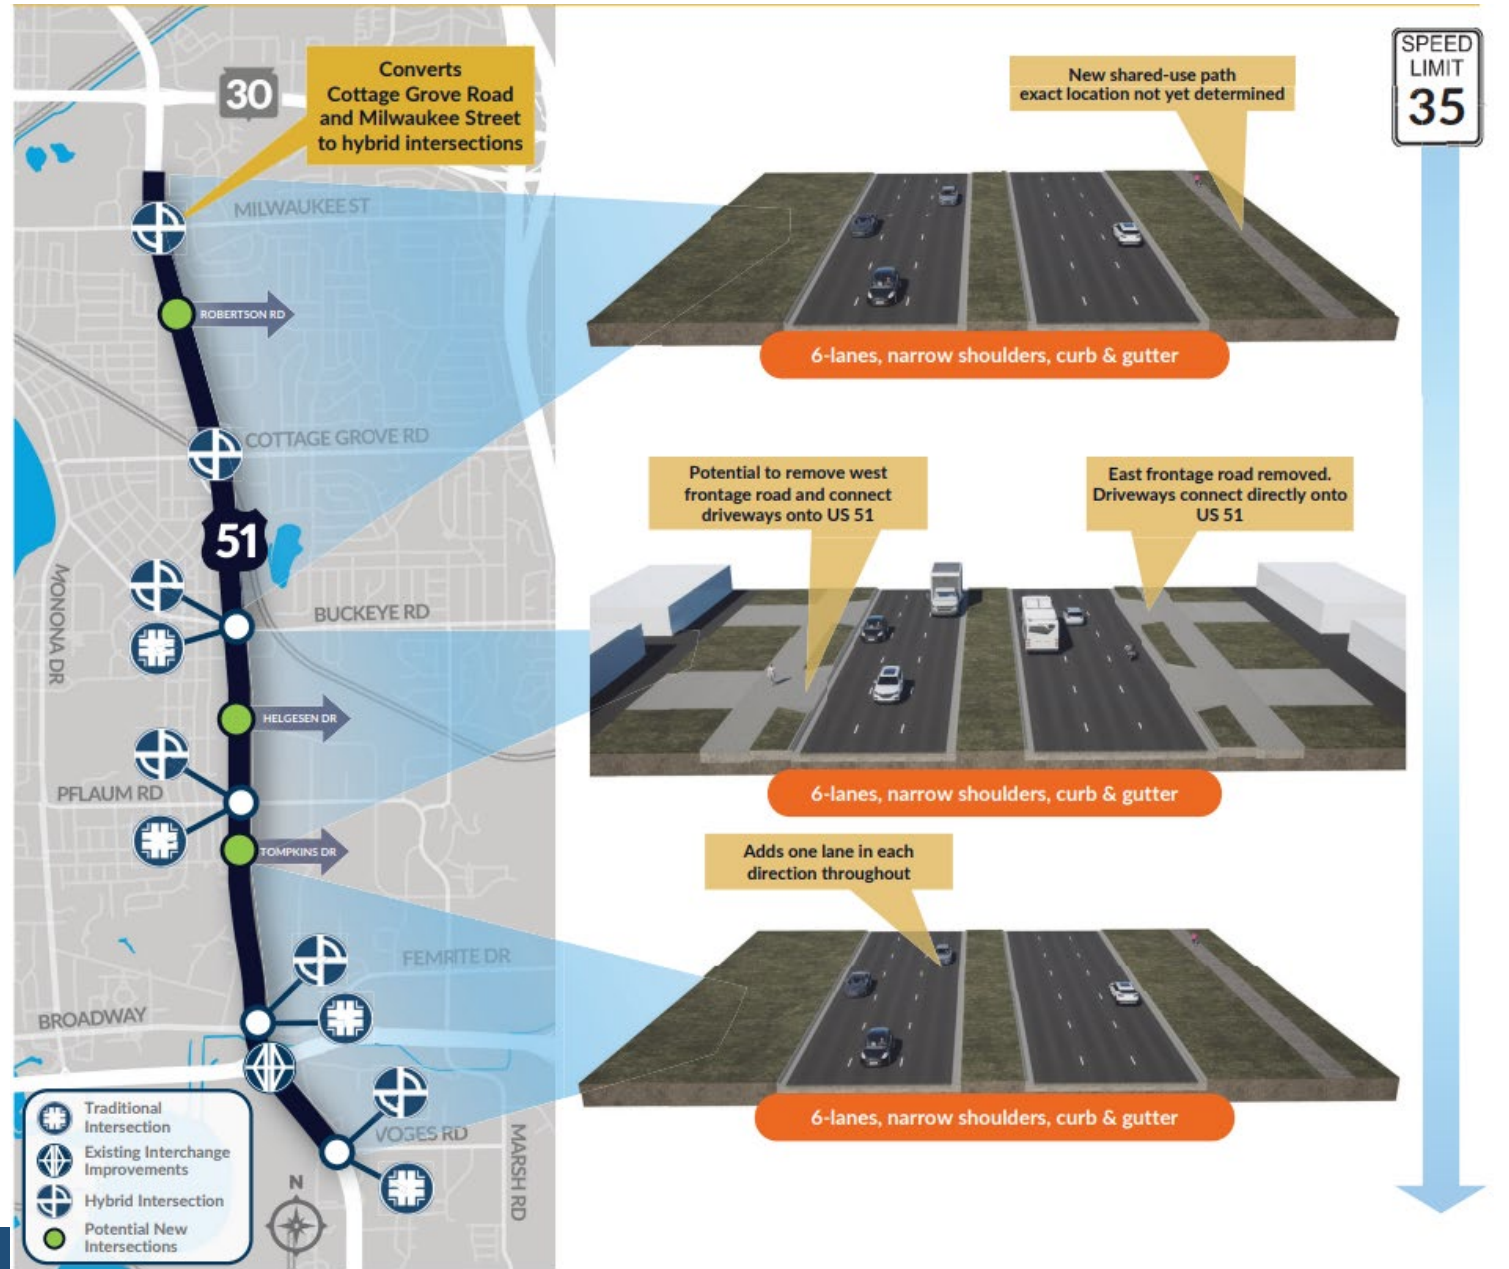 30
Converts
Cottage Grove Road
and Milwaukee Street
to hybrid intersections
MILWAUKEE ST
ROBERTSON RD
COTTAGE GROVE RD
51
MONONA DR
BUCKEYE RD
HELGESEN DR
PFLAUM RD
TOMPKINS DR
FEMRITE DR
BROADWAY
VOGES RD
MARSH RD
N
Traditional
Intersection
Existing Interchange
Improvements
Hybrid Intersection
Potential New
Intersections
New shared-use path
exact location not yet determined
6-lanes, narrow shoulders, curb & gutter
Potential to remove west
frontage road and connect
driveways onto US 51
East frontage road removed.
Driveways connect directly onto
US 51
6-lanes, narrow shoulders, curb & gutter
Adds one lane in each
direction throughout
6-lanes, narrow shoulders, curb & gutter
SPEED
LIMIT
35